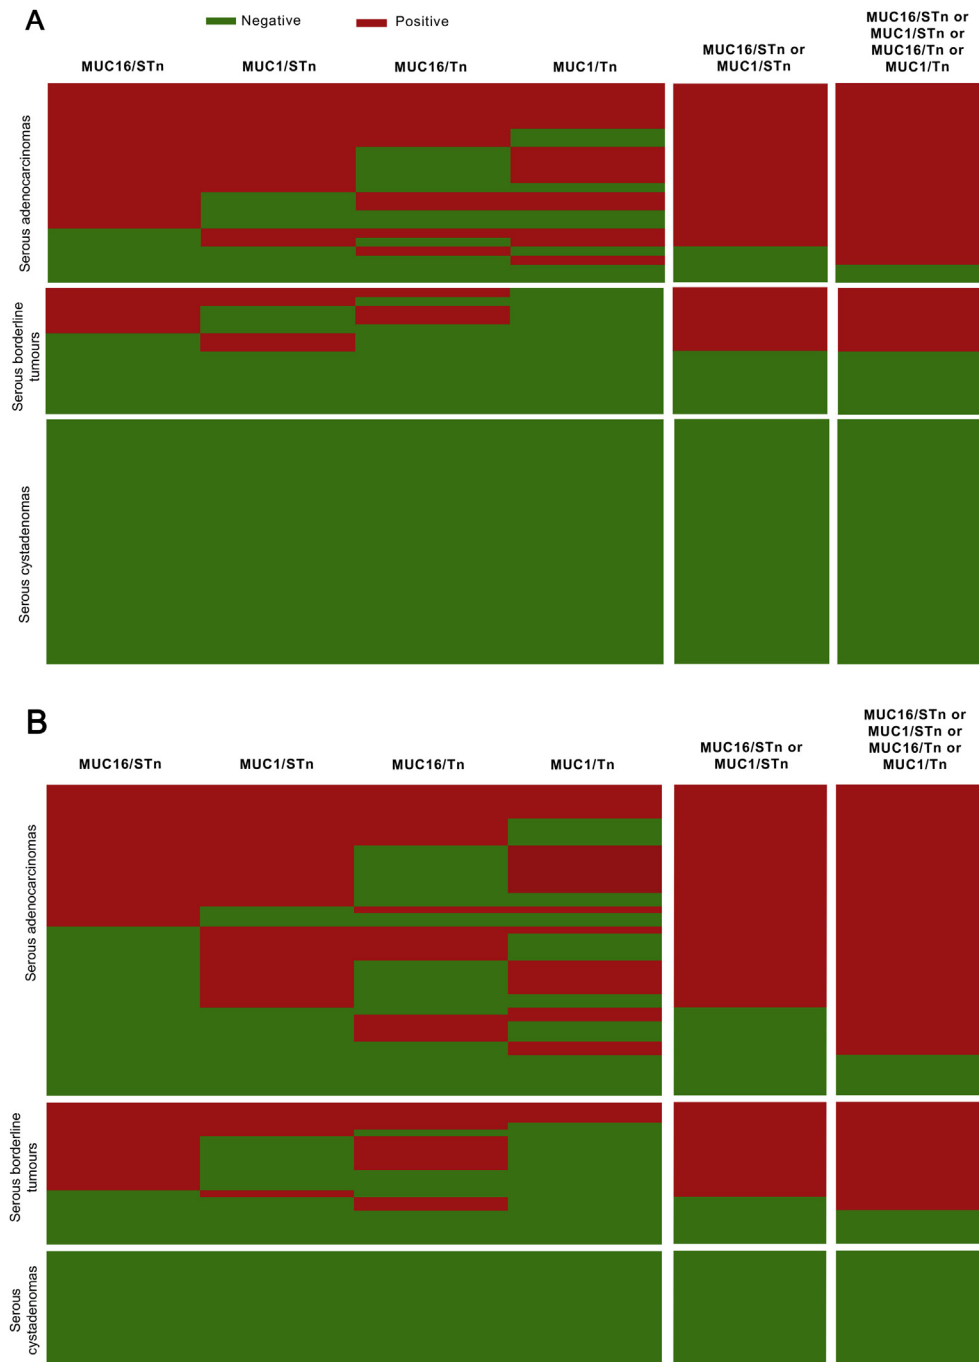 A
Negative
Positive
MUC16/STn
MUC1/STn
MUC16/Tn
MUC1/Tn
MUC16/STn or
MUC1/STn
MUC16/STn or
MUC1/STn or
MUC16/Tn or
MUC1/Tn
Serous adenocarcinomas
Serous borderline
tumours
Serous cystadenomas
B
MUC16/STn
MUC1/STn
MUC16/Tn
MUC1/Tn
MUC16/STn or
MUC1/STn
MUC16/STn or
MUC1/STn or
MUC16/Tn or
MUC1/Tn
Serous adenocarcinomas
Serous borderline
tumours
Serous
cystadenomas